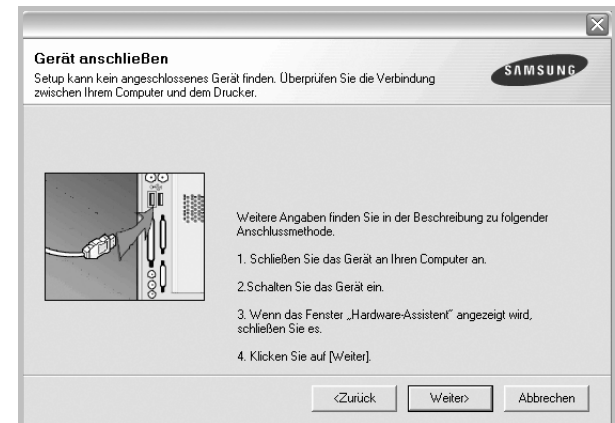 Gerät anschließen
Setup kann kein angeschlossenes Gerät finden. Überprüfen Sie die Verbindung
zwischen Ihrem Computer und dem Drucker.
SAMSUNG
Weitere Angaben finden Sie in der Beschreibung zu folgender
Anschlussmethode.
1. Schließen Sie das Gerät an Ihren Computer an.
2.Schalten Sie das Gerät ein.
3. Wenn das Fenster „Hardware-Assistent" angezeigt wird,
schließen Sie es.
4. Klicken Sie auf [Weiter].
<Zurück
Weiter>
Abbrechen